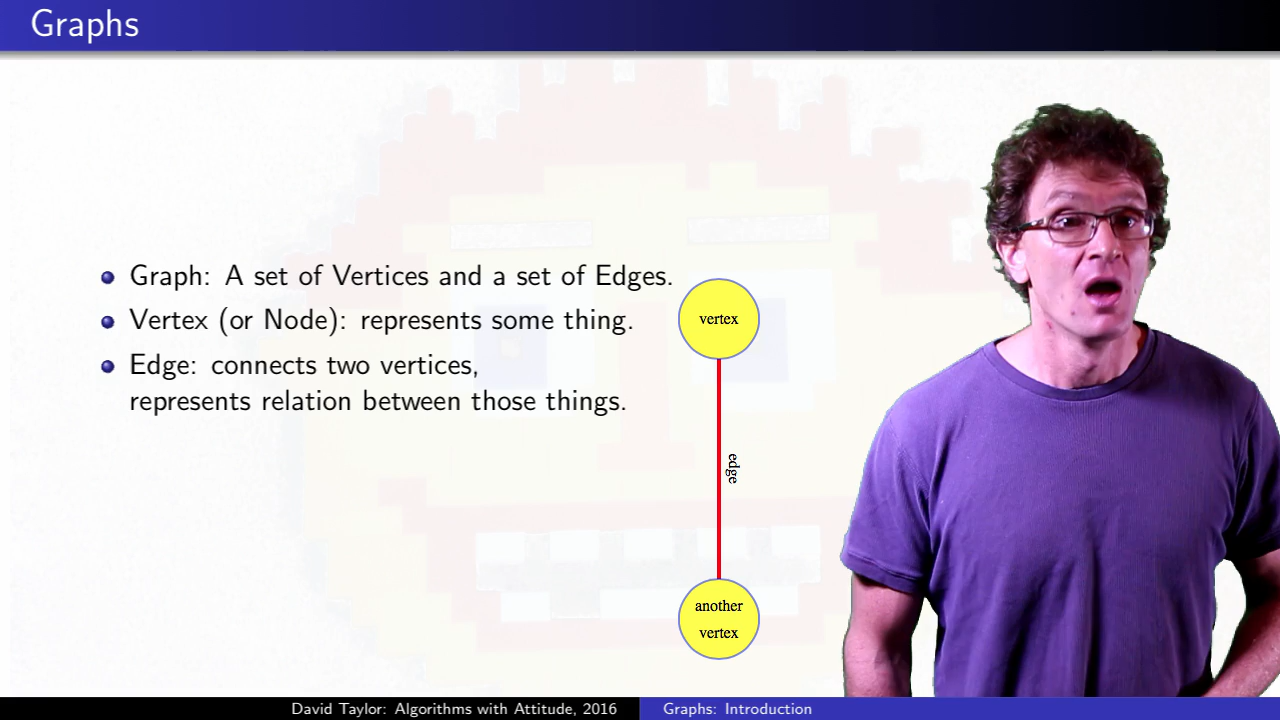 Graphs
Graph: A set of Vertices and a set of Edges.
Vertex (or Node): represents some thing.
Edge: connects two vertices,
represents relation between those things.
vertex
edge
another
vertex
David Taylor: Algorithms with Attitude, 2016
Graphs: Introduction